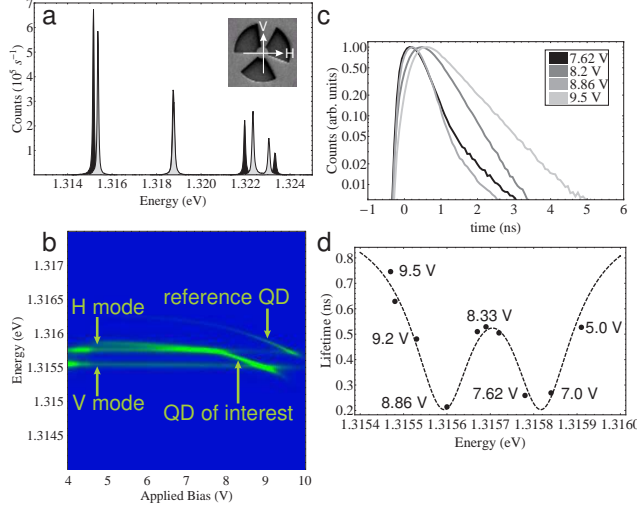 a
7
6
5
4
3
2
1
Counts (10⁵ s⁻¹)
V
H
1.314 1.316 1.318 1.320 1.322 1.324
Energy (eV)
c
1.00
0.50
0.10
0.05
0.01
Counts (arb. units)
7.62 V
8.2 V
8.86 V
9.5 V
−1 0 1 2 3 4 5 6
time (ns)
b
1.317
1.3165
1.316
1.3155
1.315
1.3145
Energy (eV)
H mode
reference QD
V mode
QD of interest
4 5 6 7 8 9 10
Applied Bias (V)
d
0.8
0.7
0.6
0.5
0.4
0.3
0.2
Lifetime (ns)
9.5 V
9.2 V
8.33 V
5.0 V
8.86 V
7.62 V
7.0 V
1.3154 1.3155 1.3156 1.3157 1.3158 1.3159 1.3160
Energy (eV)